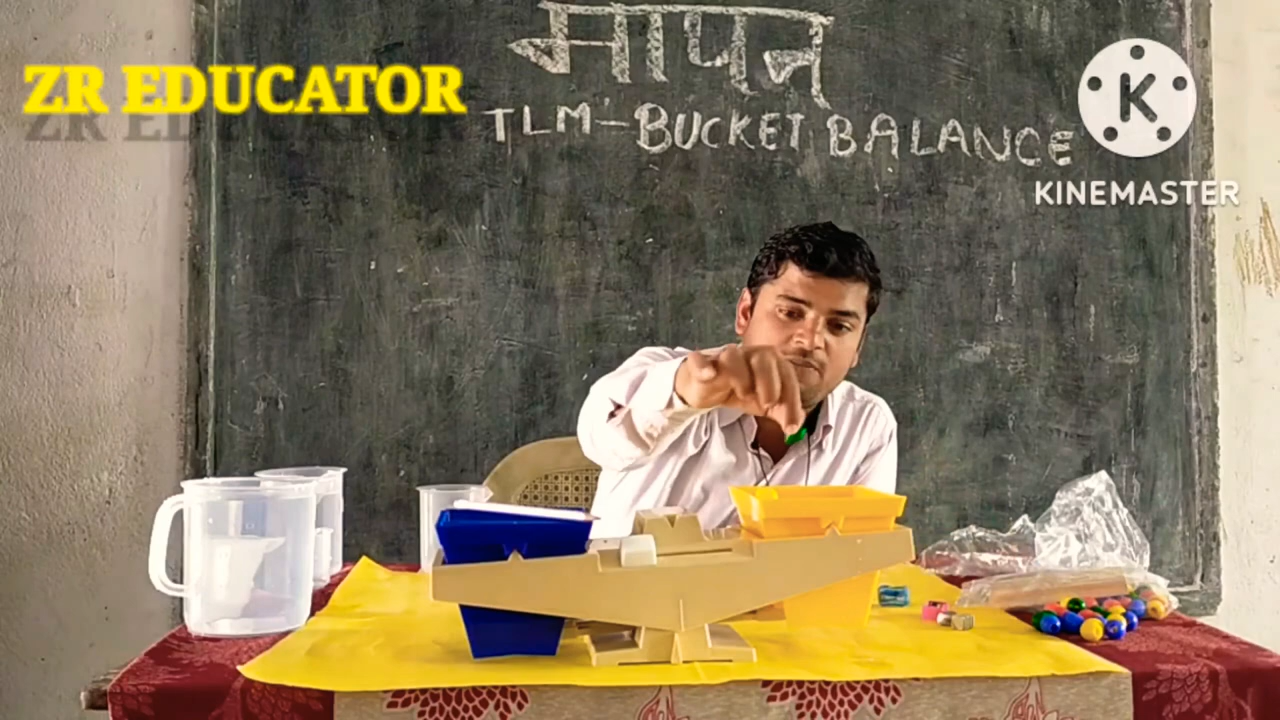 ZR EDUCATOR
मापन
TLM-BUCKET BALANCE
K
KINEMASTER